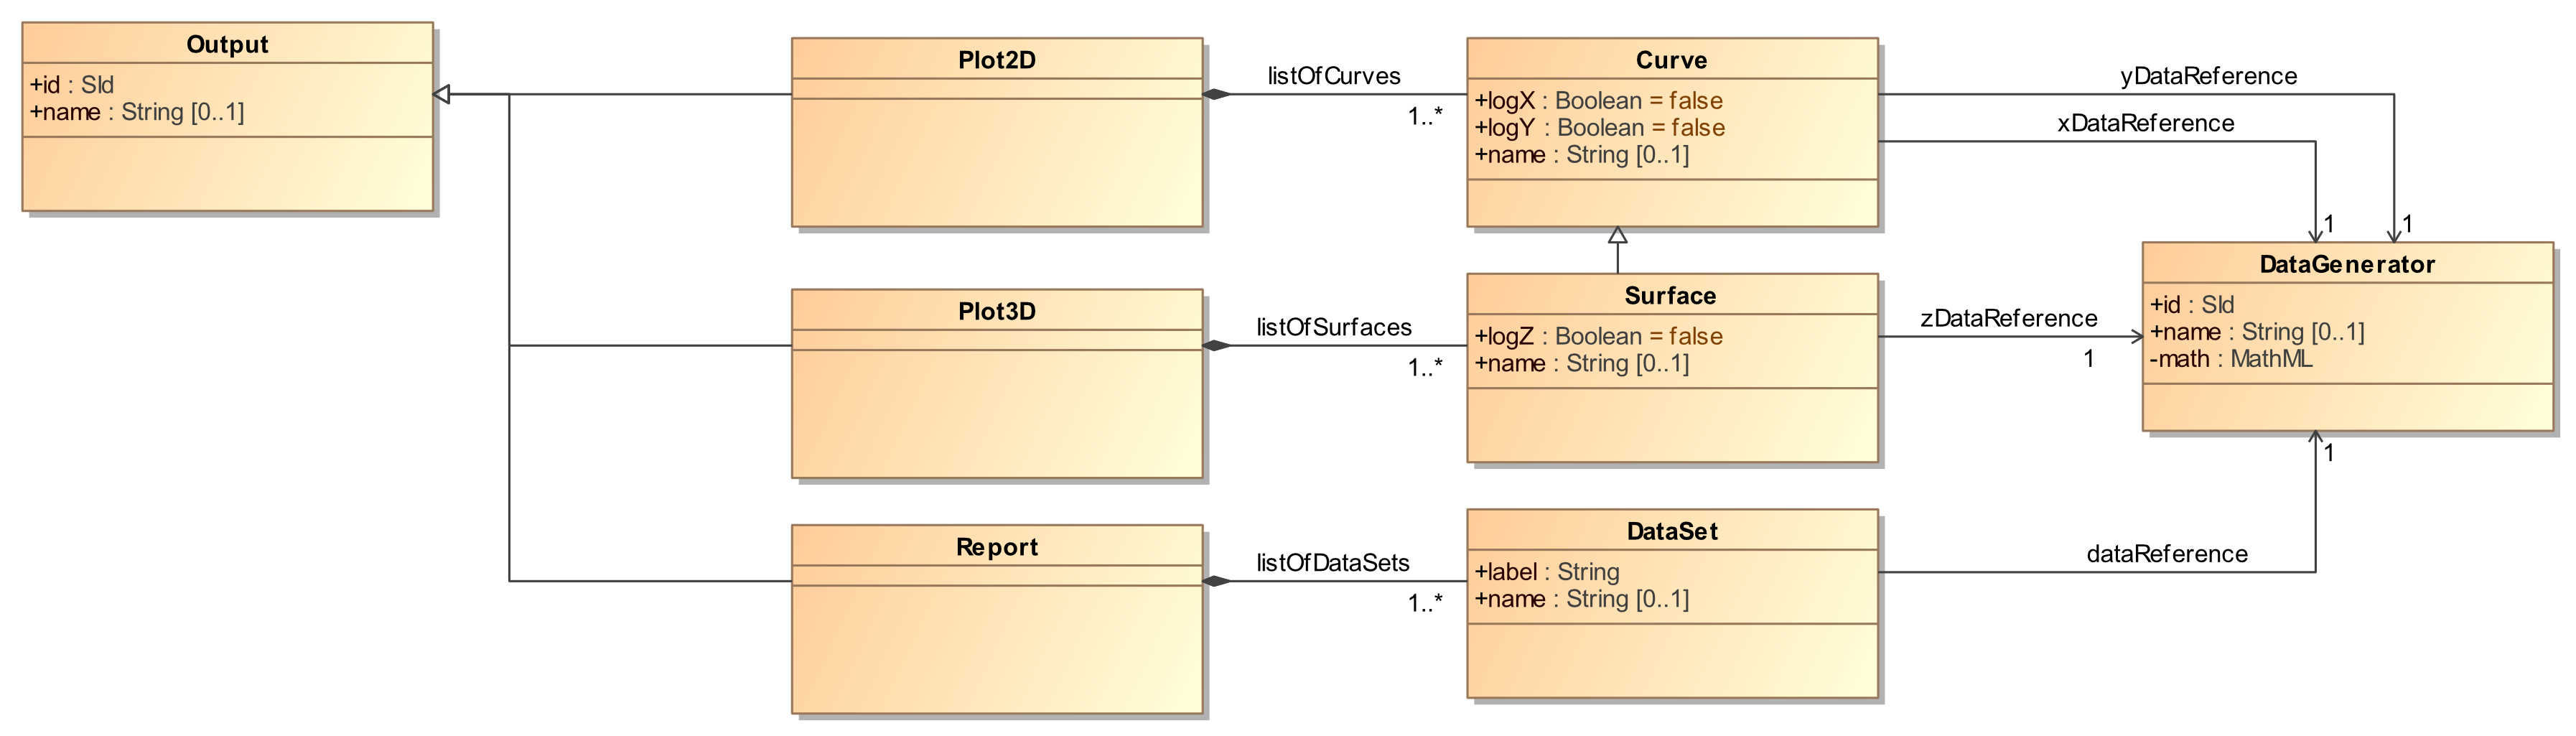 Output
+id : SId
+name : String [0..1]
Plot2D
listOfCurves
1..*
Curve
+logX : Boolean = false
+logY : Boolean = false
+name : String [0..1]
yDataReference
xDataReference
1
1
DataGenerator
+id : SId
+name : String [0..1]
-math : MathML
Plot3D
listOfSurfaces
1..*
Surface
+logZ : Boolean = false
+name : String [0..1]
zDataReference
1
Report
listOfDataSets
1..*
DataSet
+label : String
+name : String [0..1]
dataReference
1